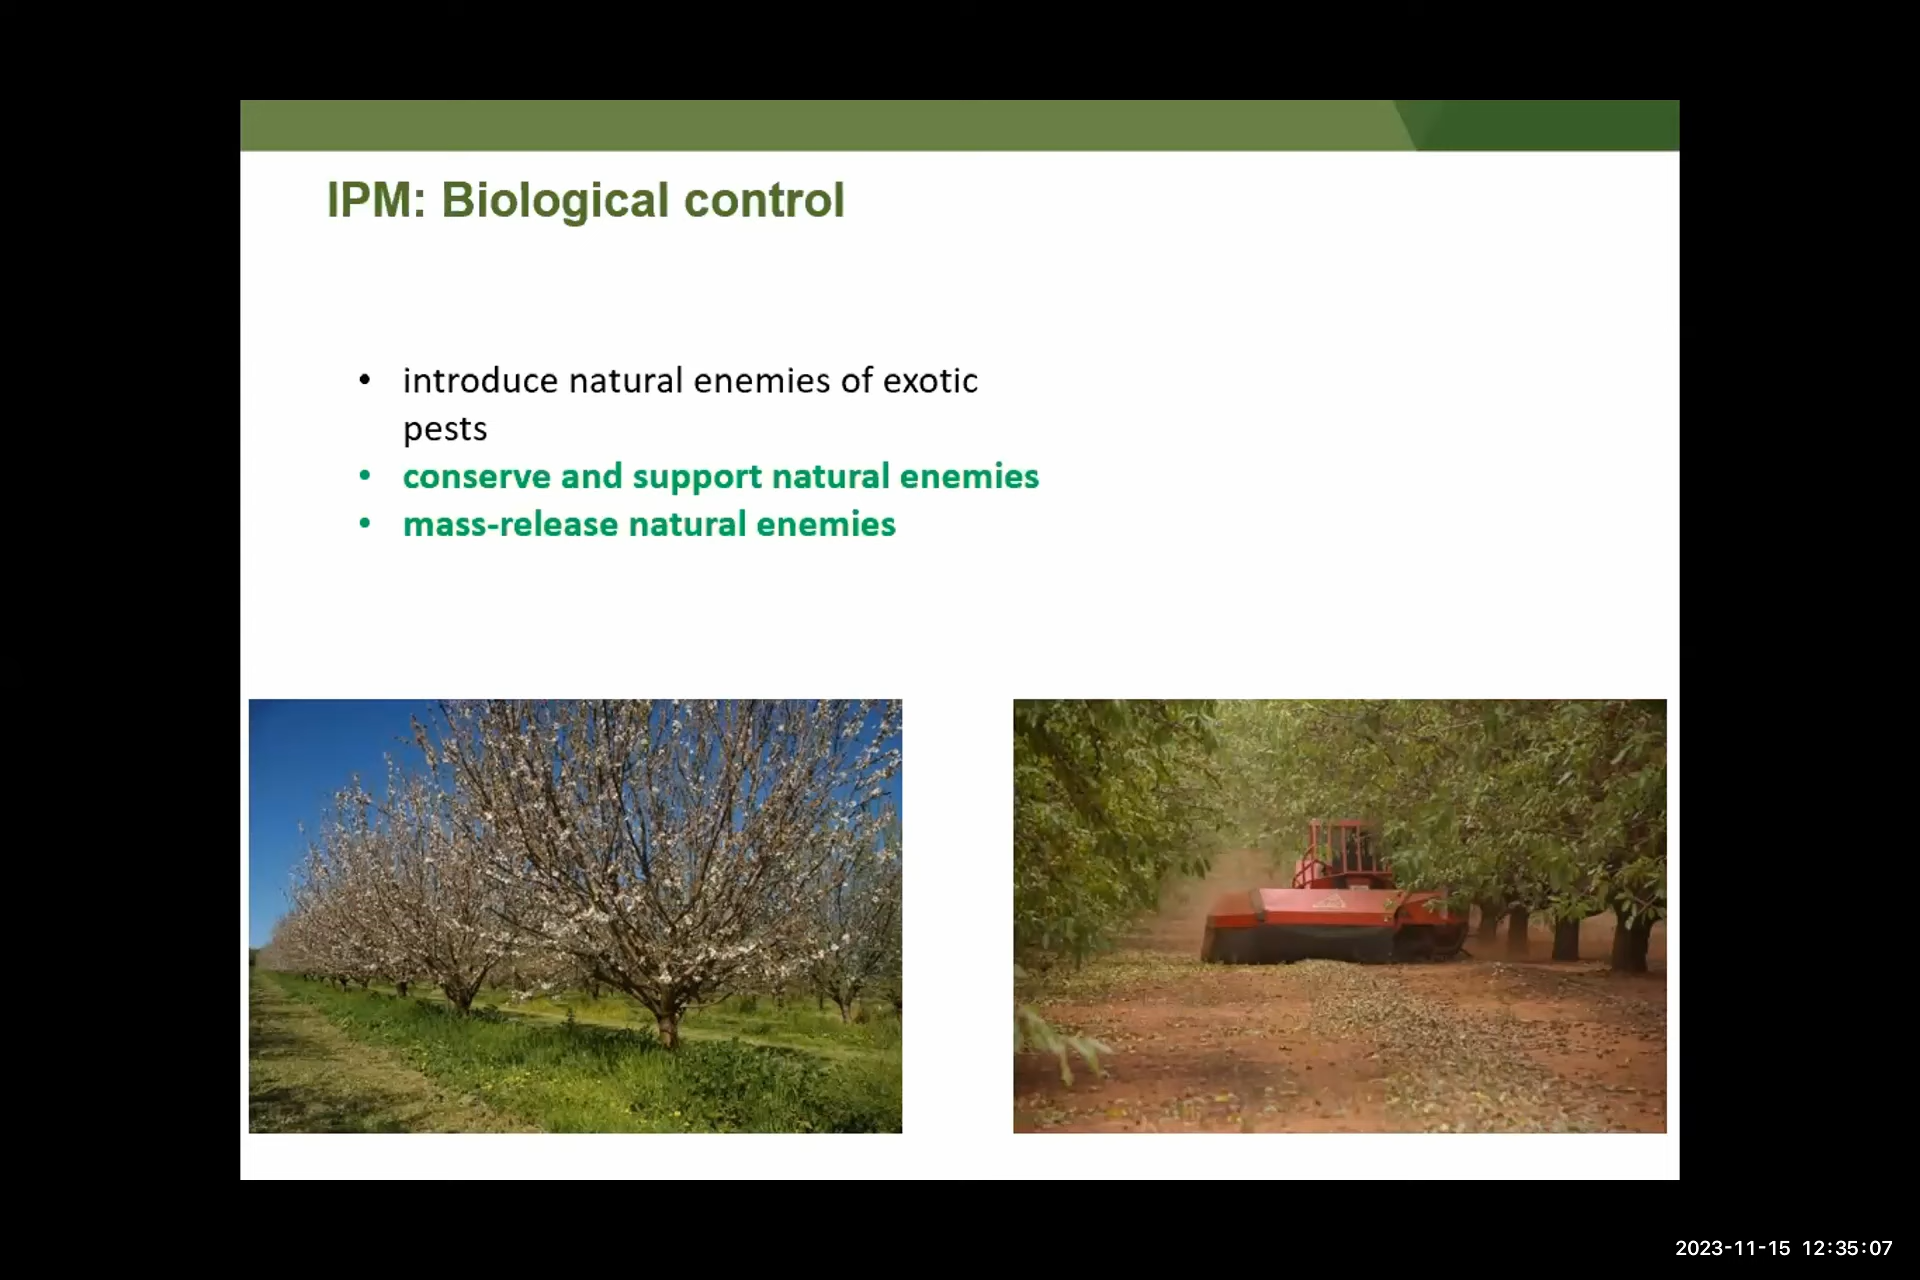 IPM: Biological control
• introduce natural enemies of exotic
pests
• conserve and support natural enemies
• mass-release natural enemies
2023-11-15 12:35:07